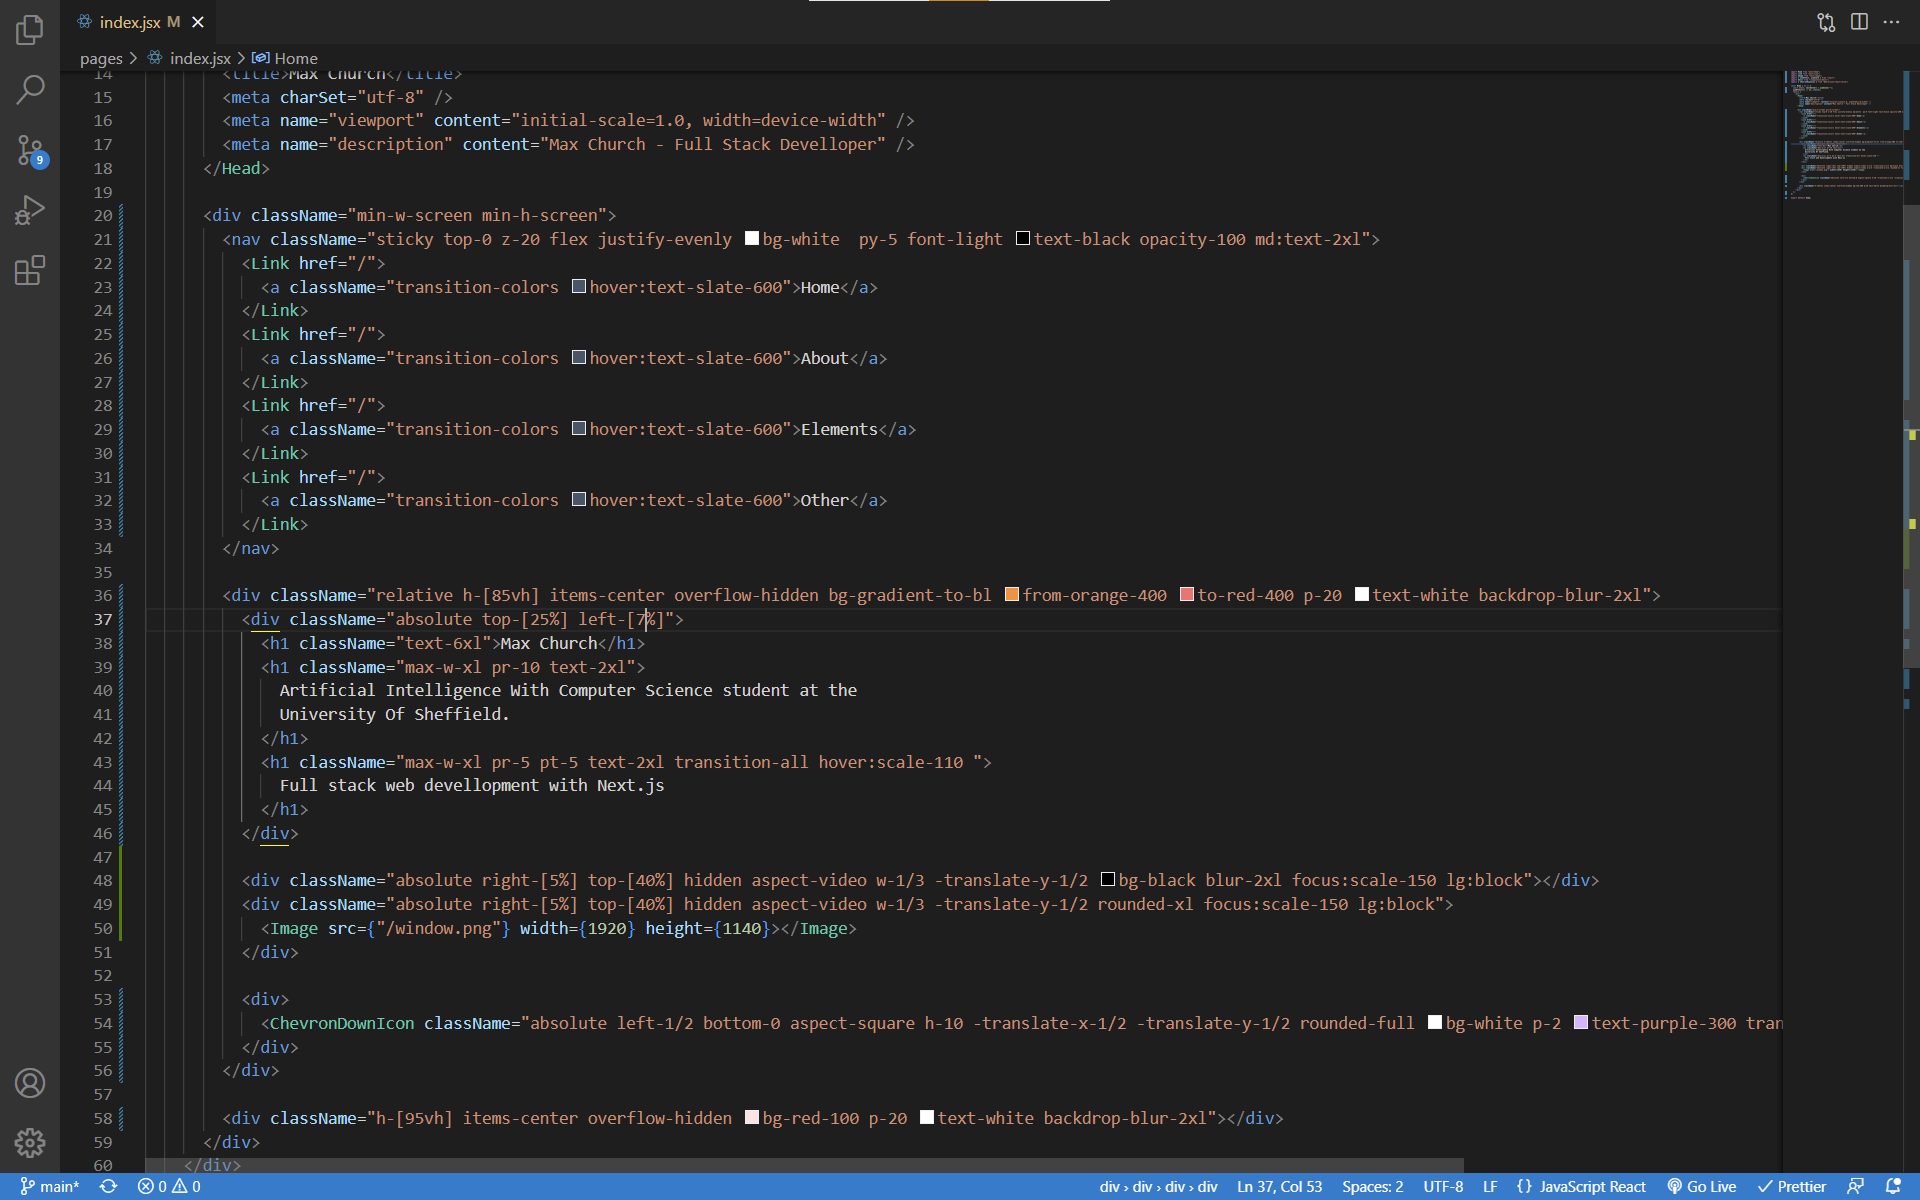 index.jsx M
pages > index.jsx > Home
14 <title>Max Church</title>
15 <meta charSet="utf-8" />
16 <meta name="viewport" content="initial-scale=1.0, width=device-width" />
17 <meta name="description" content="Max Church - Full Stack Develloper" />
18 </Head>
19
20 <div className="min-w-screen min-h-screen">
21 <nav className="sticky top-0 z-20 flex justify-evenly bg-white  py-5 font-light text-black opacity-100 md:text-2xl">
22 <Link href="/">
23 <a className="transition-colors hover:text-slate-600">Home</a>
24 </Link>
25 <Link href="/">
26 <a className="transition-colors hover:text-slate-600">About</a>
27 </Link>
28 <Link href="/">
29 <a className="transition-colors hover:text-slate-600">Elements</a>
30 </Link>
31 <Link href="/">
32 <a className="transition-colors hover:text-slate-600">Other</a>
33 </Link>
34 </nav>
35
36 <div className="relative h-[85vh] items-center overflow-hidden bg-gradient-to-bl from-orange-400 to-red-400 p-20 text-white backdrop-blur-2xl">
37 <div className="absolute top-[25%] left-[7%]">
38 <h1 className="text-6xl">Max Church</h1>
39 <h1 className="max-w-xl pr-10 text-2xl">
40 Artificial Intelligence With Computer Science student at the
41 University Of Sheffield.
42 </h1>
43 <h1 className="max-w-xl pr-5 pt-5 text-2xl transition-all hover:scale-110 ">
44 Full stack web devellopment with Next.js
45 </h1>
46 </div>
47
48 <div className="absolute right-[5%] top-[40%] hidden aspect-video w-1/3 -translate-y-1/2 bg-black blur-2xl focus:scale-150 lg:block"></div>
49 <div className="absolute right-[5%] top-[40%] hidden aspect-video w-1/3 -translate-y-1/2 rounded-xl focus:scale-150 lg:block">
50 <Image src={"/window.png"} width={1920} height={1140}></Image>
51 </div>
52
53 <div>
54 <ChevronDownIcon className="absolute left-1/2 bottom-0 aspect-square h-10 -translate-x-1/2 -translate-y-1/2 rounded-full bg-white p-2 text-purple-300 tran
55 </div>
56 </div>
57
58 <div className="h-[95vh] items-center overflow-hidden bg-red-100 p-20 text-white backdrop-blur-2xl"></div>
59 </div>
60 </div>
9
main* 0 0 div › div › div › div Ln 37, Col 53 Spaces: 2 UTF-8 LF {} JavaScript React Go Live Prettier